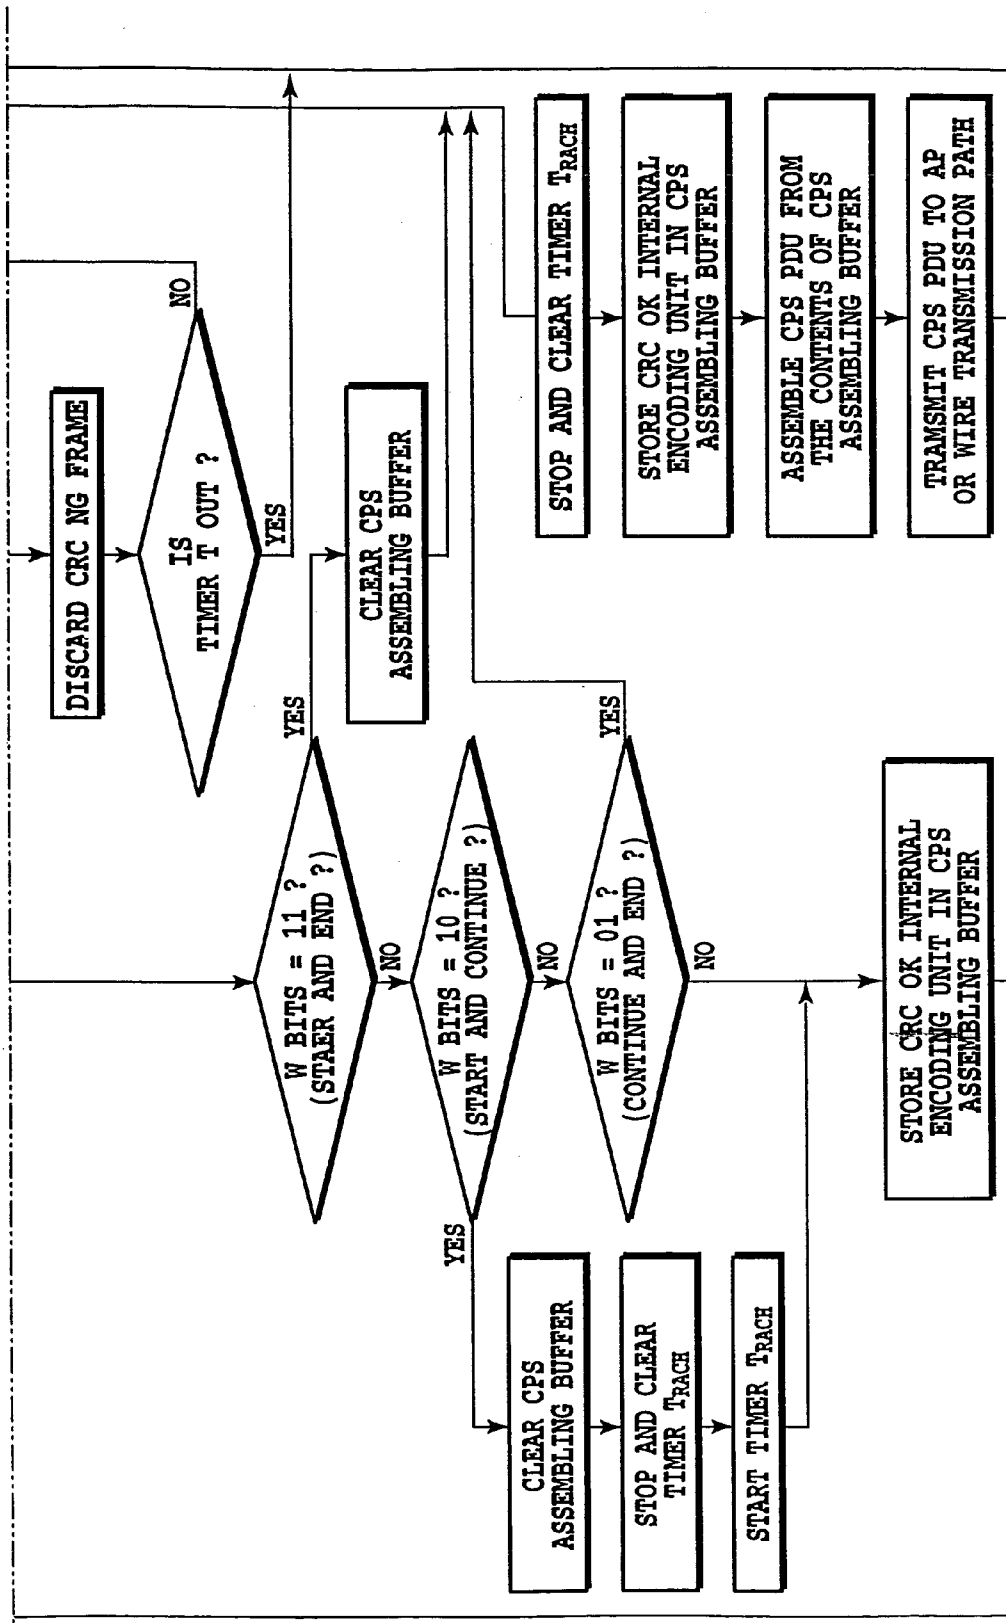 DISCARD CRC NG FRAME
IS
TIMER T OUT ?
NO
YES
W BITS = 11 ?
(STAER AND END ?)
YES
NO
CLEAR CPS
ASSEMBLING BUFFER
W BITS = 10 ?
(START AND CONTINUE ?)
YES
NO
W BITS = 01 ?
(CONTINUE AND END ?)
YES
NO
CLEAR CPS
ASSEMBLING BUFFER
STOP AND CLEAR
TIMER TRACH
START TIMER TRACH
STORE CRC OK INTERNAL
ENCODING UNIT IN CPS
ASSEMBLING BUFFER
STOP AND CLEAR TIMER TRACH
STORE CRC OK INTERNAL
ENCODING UNIT IN CPS
ASSEMBLING BUFFER
ASSEMBLE CPS PDU FROM
THE CONTENTS OF CPS
ASSEMBLING BUFFER
TRAMSMIT CPS PDU TO AP
OR WIRE TRANSMISSION PATH